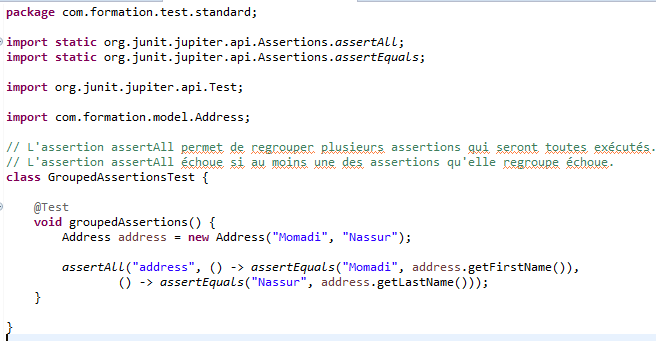 package com.formation.test.standard;
import static org.junit.jupiter.api.Assertions.assertAll;
import static org.junit.jupiter.api.Assertions.assertEquals;
import org.junit.jupiter.api.Test;
import com.formation.model.Address;
// L'assertion assertAll permet de regrouper plusieurs assertions qui seront toutes exécutés.
// L'assertion assertAll échoue si au moins une des assertions qu'elle regroupe échoue.
class GroupedAssertionsTest {
@Test
void groupedAssertions() {
Address address = new Address("Momadi", "Nassur");
assertAll("address", () -> assertEquals("Momadi", address.getFirstName()),
() -> assertEquals("Nassur", address.getLastName()));
}
}